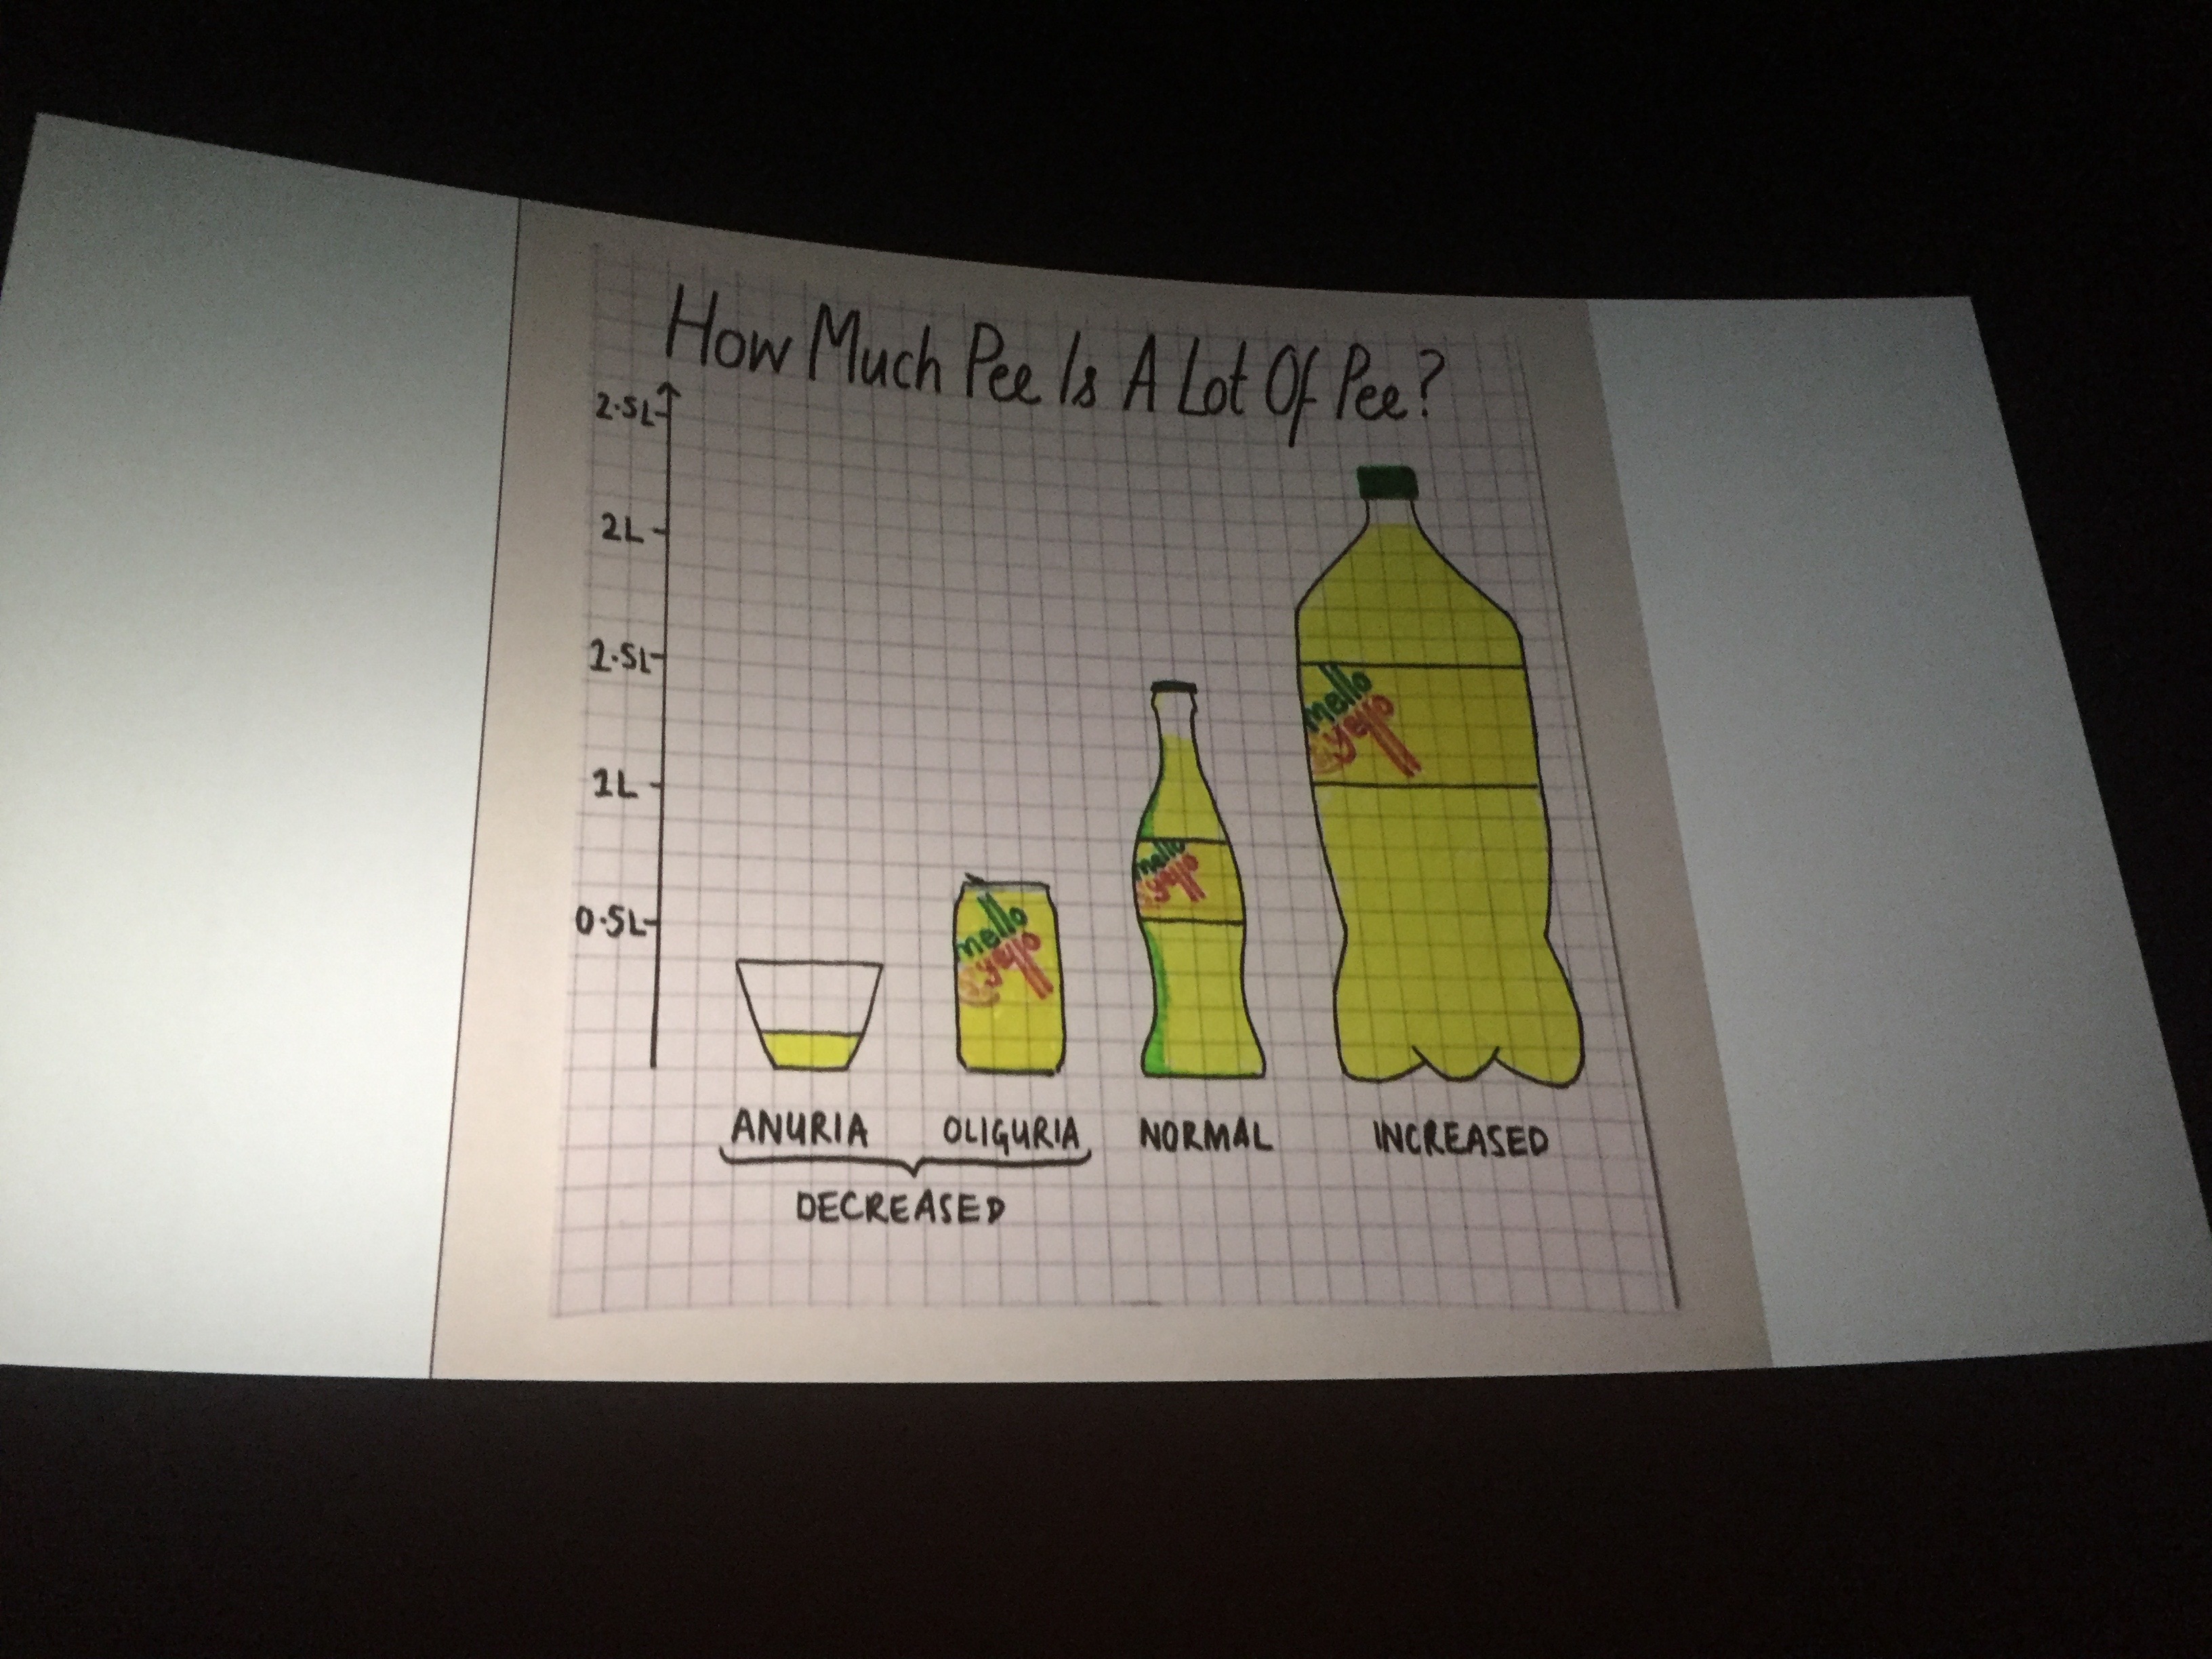 How Much Pee Is A Lot Of Pee?
2·5L
2L
1·5L
1L
0·5L
mello
yello
mello
yello
mello
yello
ANURIA OLIGURIA NORMAL INCREASED
DECREASED